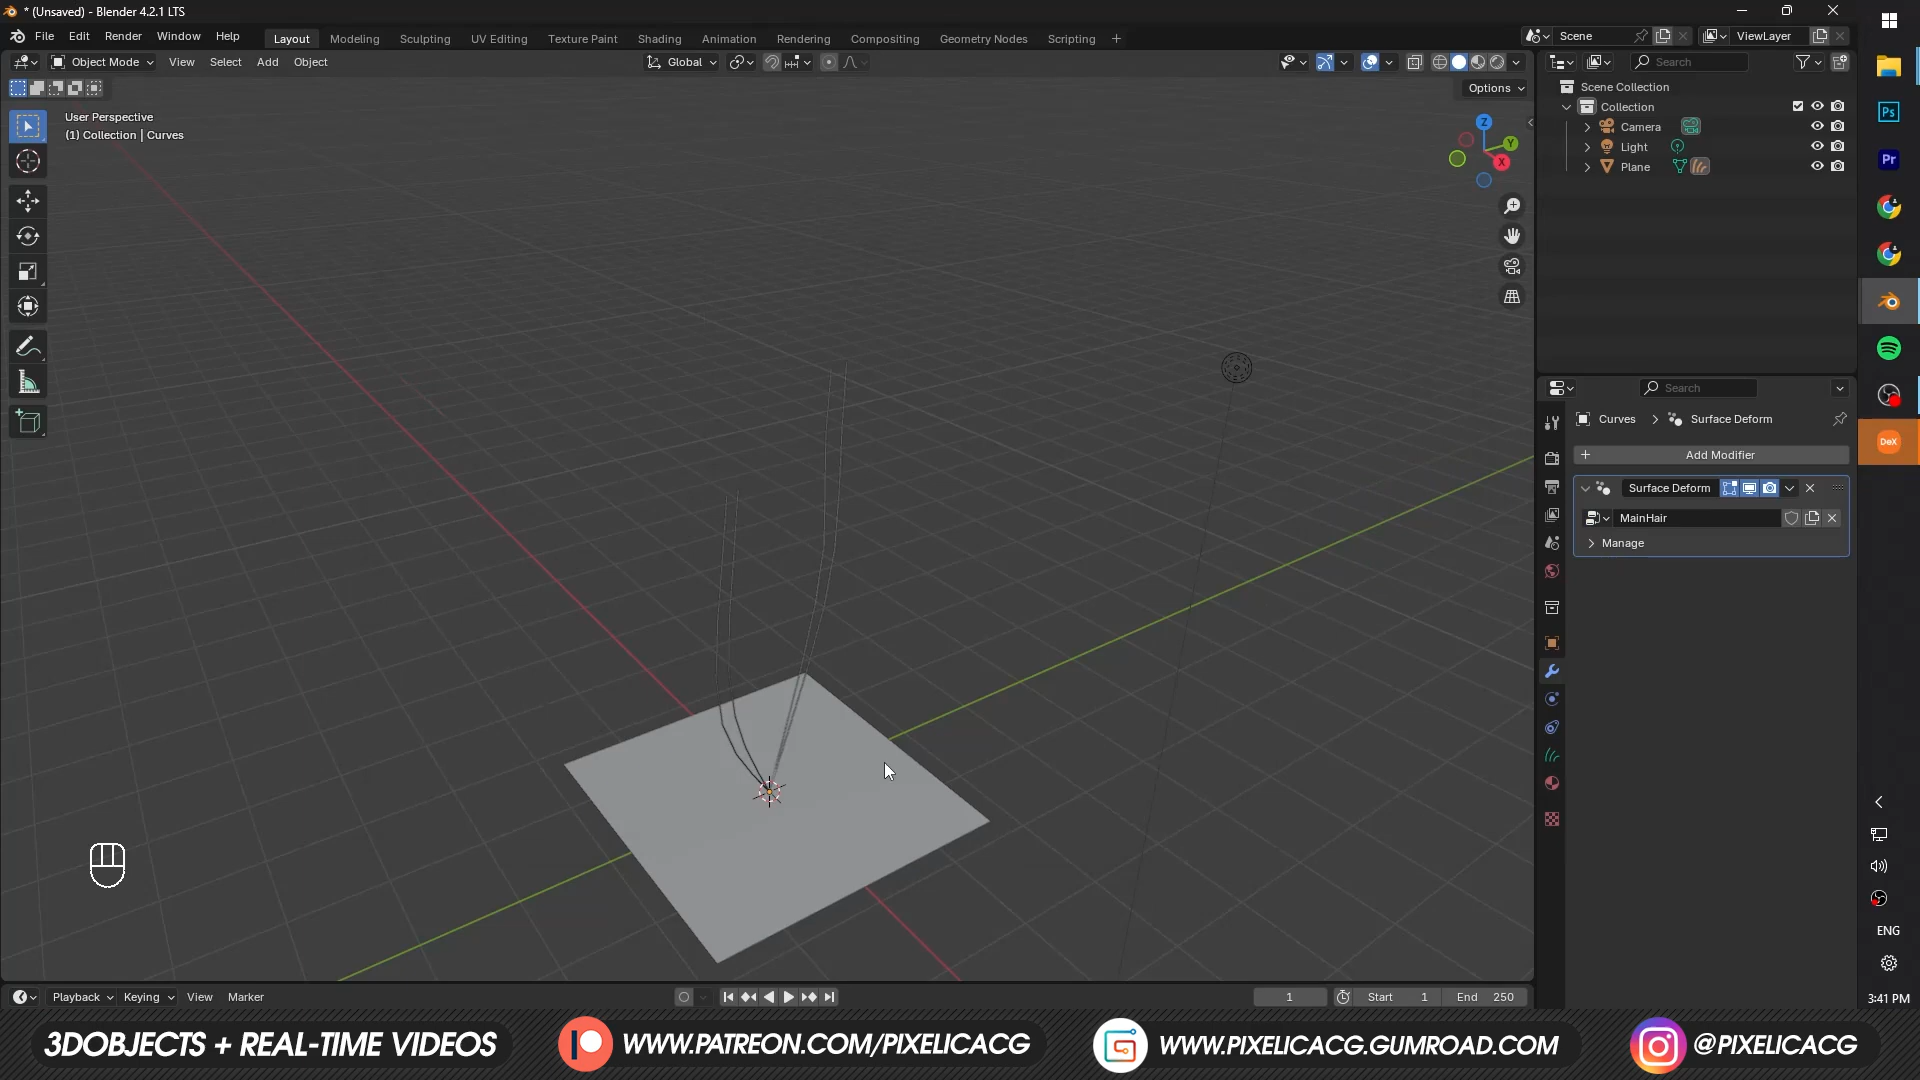 * (Unsaved) - Blender 4.2.1 LTS
File Edit Render Window Help Layout Modeling Sculpting UV Editing Texture Paint Shading Animation Rendering Compositing Geometry Nodes Scripting + Scene ViewLayer
Object Mode View Select Add Object Global Search
Options
User Perspective
(1) Collection | Curves
Z
Y
X
Scene Collection
Collection
Camera
Light
Plane
Ps
Pr
Search
Curves > Surface Deform
+ Add Modifier
Surface Deform
MainHair
Manage
DeX
ENG
Playback Keying View Marker 1 Start 1 End 250
3:41 PM
3DOBJECTS + REAL-TIME VIDEOS WWW.PATREON.COM/PIXELICACG WWW.PIXELICACG.GUMROAD.COM @PIXELICACG